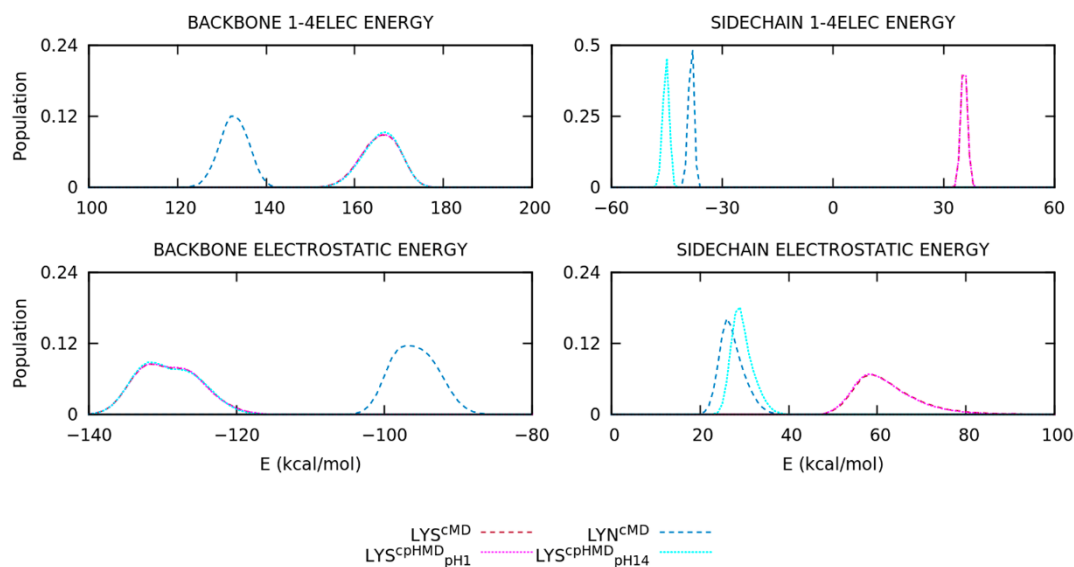 BACKBONE 1-4ELEC ENERGY
SIDECHAIN 1-4ELEC ENERGY
Population
0.24
0.12
0
100 120 140 160 180 200
0.5
0.25
0
−60 −30 0 30 60
BACKBONE ELECTROSTATIC ENERGY
SIDECHAIN ELECTROSTATIC ENERGY
Population
0.24
0.12
0
−140 −120 −100 −80
E (kcal/mol)
0.24
0.12
0
0 20 40 60 80 100
E (kcal/mol)
LYS^cMD LYN^cMD
LYS^cpHMD_pH1 LYS^cpHMD_pH14